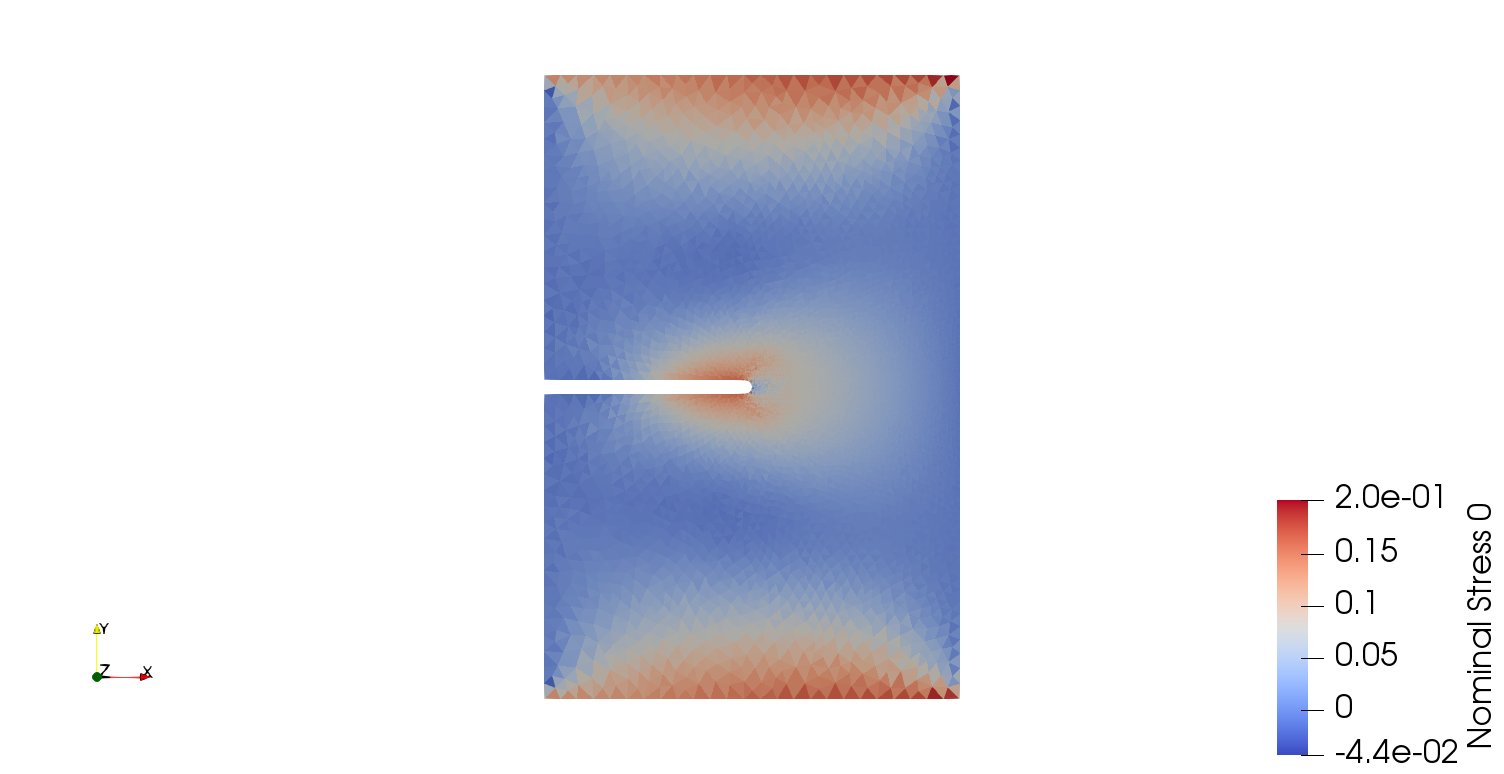 2.0e-01
0.15
0.1
0.05
0
-4.4e-02
Nominal Stress 0
Y
Z
X